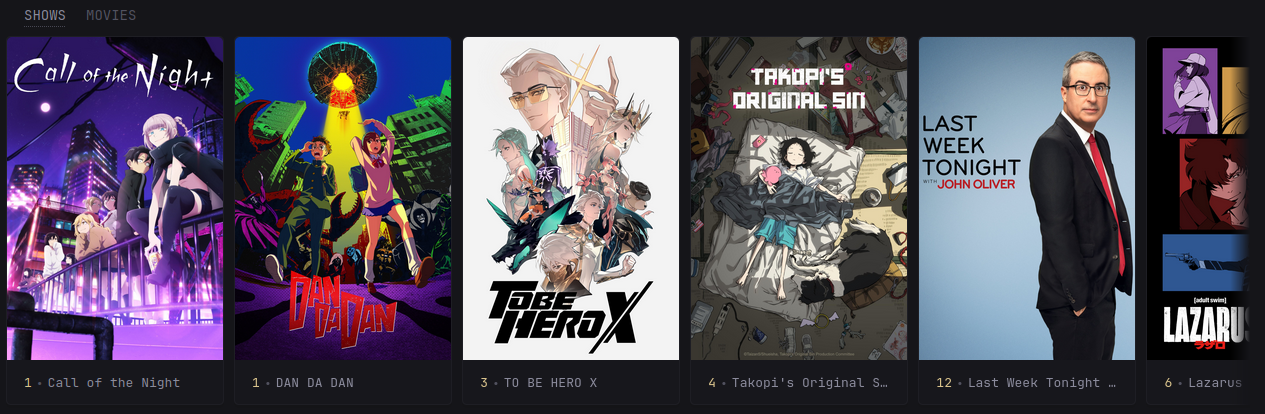 SHOWS MOVIES
Call of the Night
DAN
DA DAN
TO BE
HERO X
TAKOPI'S
ORIGINAL SIN
LAST
WEEK
TONIGHT
WITH JOHN OLIVER
[adult swim]
LAZARUS
ラザロ
1 • Call of the Night
1 • DAN DA DAN
3 • TO BE HERO X
4 • Takopi's Original S…
12 • Last Week Tonight …
6 • Lazarus